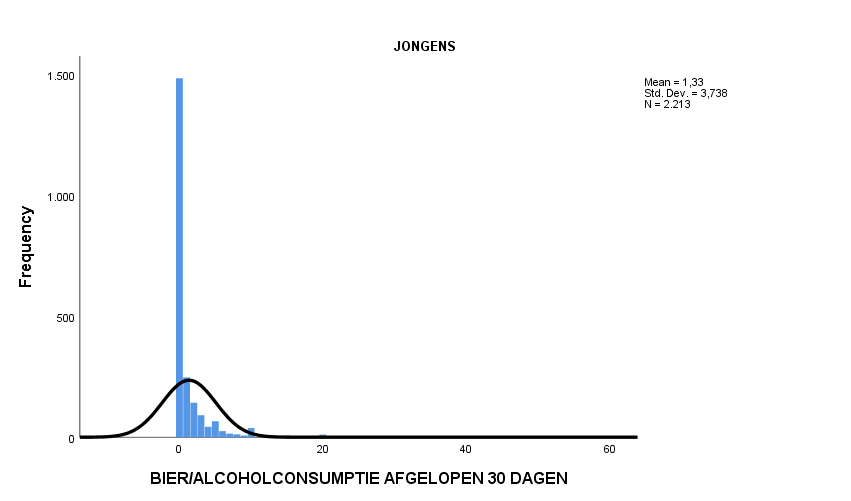 JONGENS
Mean = 1,33
Std. Dev. = 3,738
N = 2.213
1.500
1.000
500
0
Frequency
0 20 40 60
BIER/ALCOHOLCONSUMPTIE AFGELOPEN 30 DAGEN